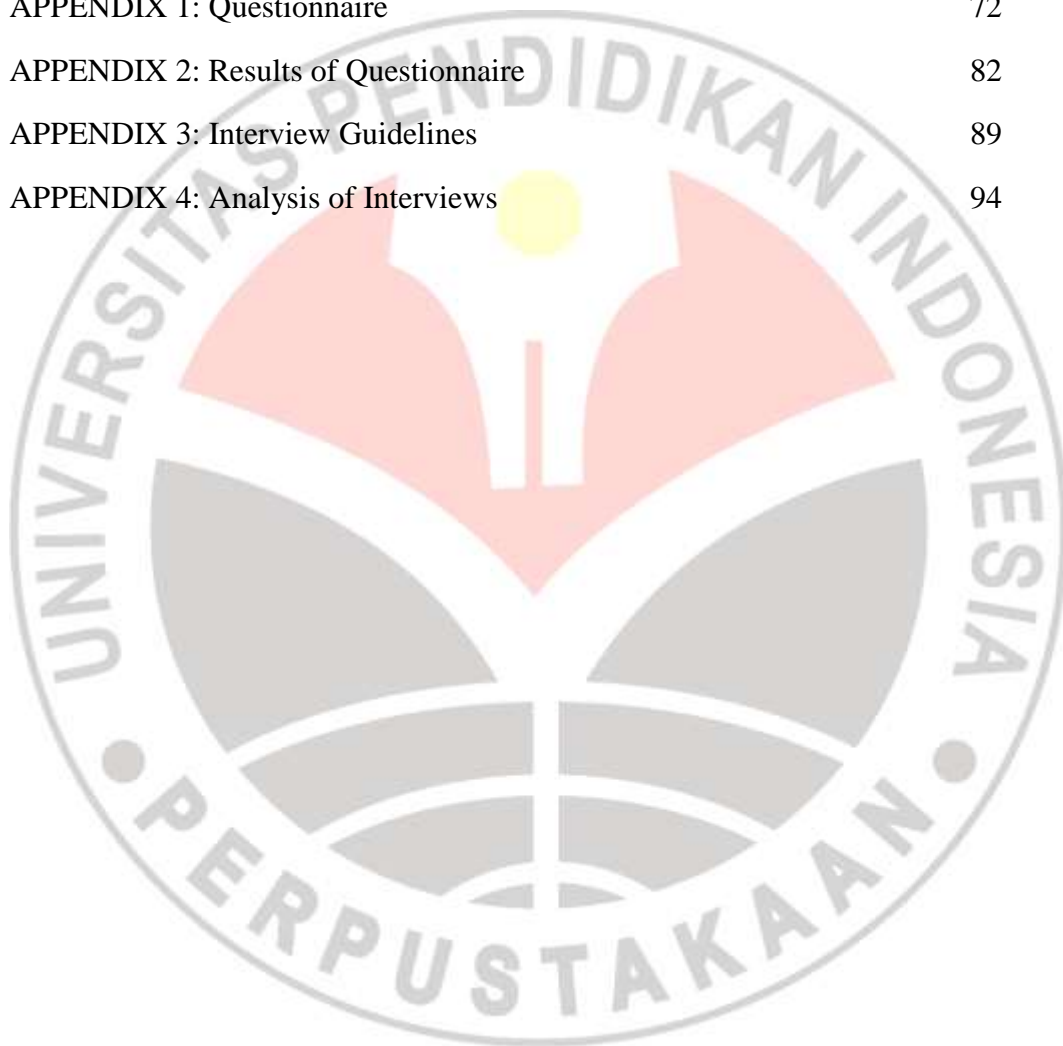 APPENDIX 1: Questionnaire 72
APPENDIX 2: Results of Questionnaire 82
APPENDIX 3: Interview Guidelines 89
APPENDIX 4: Analysis of Interviews 94
UNIVERSITAS PENDIDIKAN INDONESIA
PERPUSTAKAAN